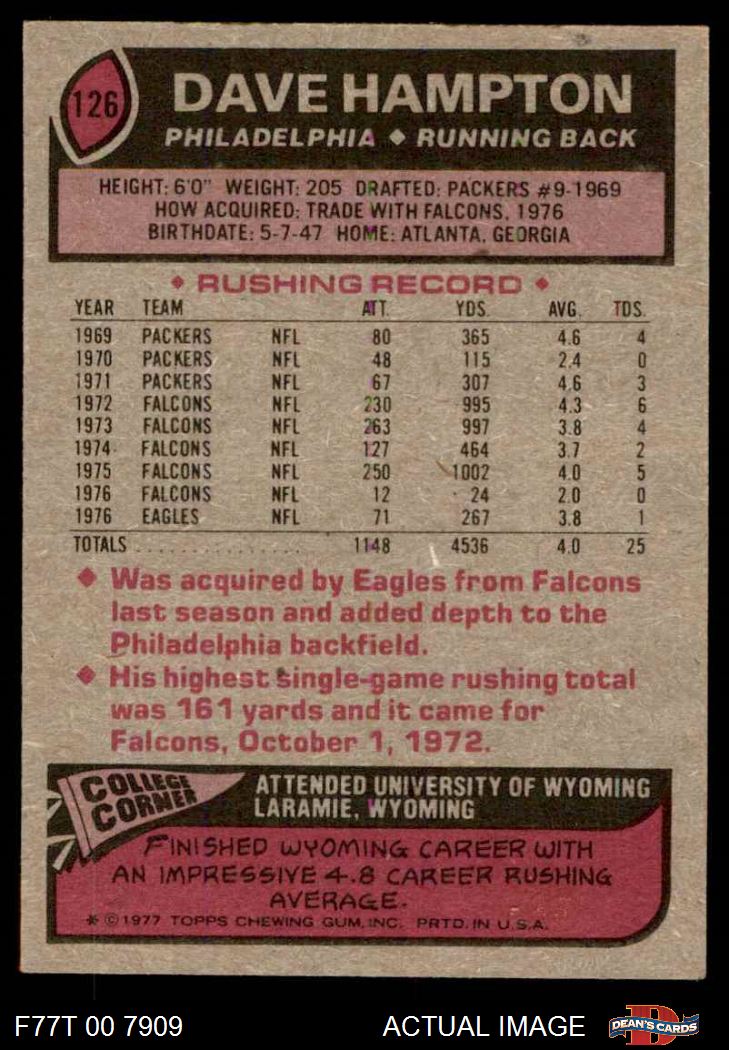 126
DAVE HAMPTON
PHILADELPHIA ◆ RUNNING BACK
HEIGHT: 6'0" WEIGHT: 205 DRAFTED: PACKERS #9-1969
HOW ACQUIRED: TRADE WITH FALCONS, 1976
BIRTHDATE: 5-7-47 HOME: ATLANTA, GEORGIA
◆ RUSHING RECORD ◆
YEAR TEAM ATT. YDS. AVG. TDS.
1969 PACKERS NFL 80 365 4.6 4
1970 PACKERS NFL 48 115 2.4 0
1971 PACKERS NFL 67 307 4.6 3
1972 FALCONS NFL 230 995 4.3 6
1973 FALCONS NFL 263 997 3.8 4
1974 FALCONS NFL 127 464 3.7 2
1975 FALCONS NFL 250 1002 4.0 5
1976 FALCONS NFL 12 24 2.0 0
1976 EAGLES NFL 71 267 3.8 1
TOTALS ................ 1148 4536 4.0 25
◆ Was acquired by Eagles from Falcons
last season and added depth to the
Philadelphia backfield.
◆ His highest single-game rushing total
was 161 yards and it came for
Falcons, October 1, 1972.
COLLEGE
CORNER
ATTENDED UNIVERSITY OF WYOMING
LARAMIE, WYOMING
FINISHED WYOMING CAREER WITH
AN IMPRESSIVE 4.8 CAREER RUSHING
AVERAGE.
* ©1977 TOPPS CHEWING GUM, INC. PRTD. IN U.S.A.
F77T 00 7909 ACTUAL IMAGE
DEAN'S CARDS